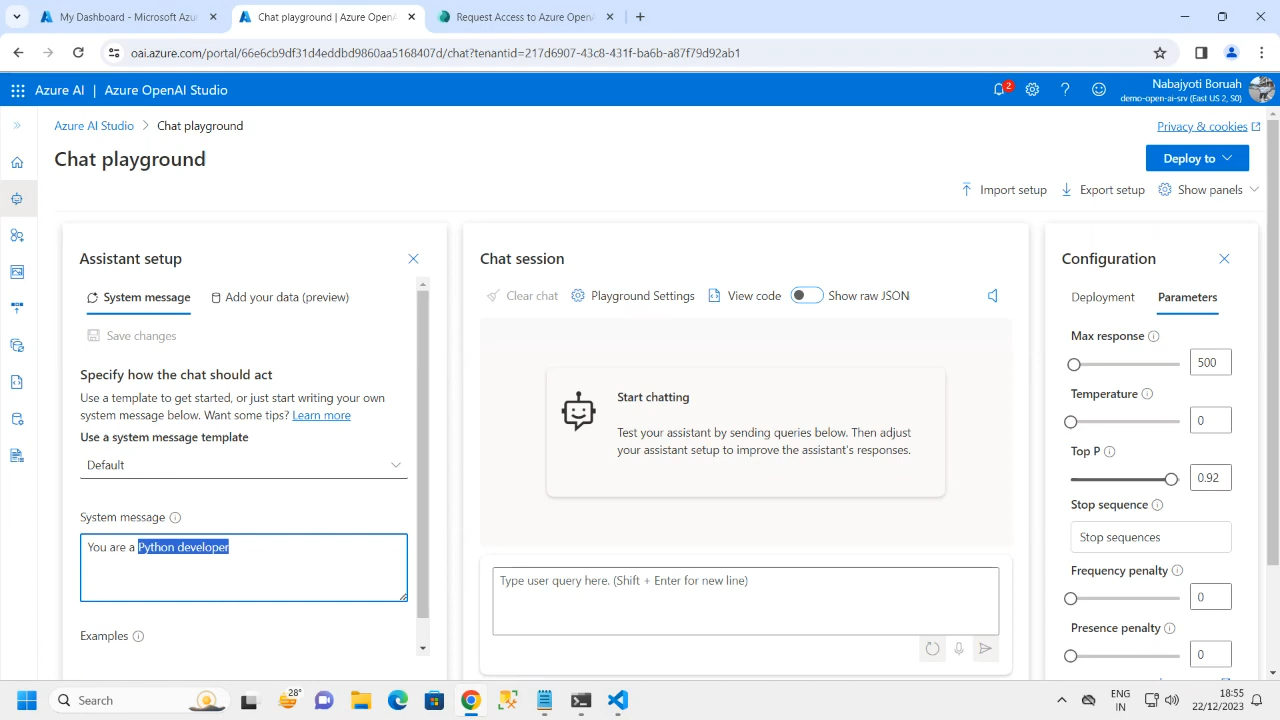 My Dashboard - Microsoft Azu
Chat playground | Azure OpenA
Request Access to Azure OpenA
oai.azure.com/portal/66e6cb9df31d4eddbd9860aa5168407d/chat?tenantid=217d6907-43c8-431f-ba6b-a87f79d92ab1
Azure AI | Azure OpenAI Studio
2
Nabajyoti Boruah
demo-open-ai-srv (East US 2, S0)
Azure AI Studio > Chat playground
Privacy & cookies
Chat playground
Deploy to
Import setup
Export setup
Show panels
Assistant setup
System message
Add your data (preview)
Save changes
Specify how the chat should act
Use a template to get started, or just start writing your own
system message below. Want some tips? Learn more
Use a system message template
Default
System message
You are a Python developer
Examples
Chat session
Clear chat
Playground Settings
View code
Show raw JSON
Start chatting
Test your assistant by sending queries below. Then adjust
your assistant setup to improve the assistant's responses.
Type user query here. (Shift + Enter for new line)
Configuration
Deployment
Parameters
Max response
500
Temperature
0
Top P
0.92
Stop sequence
Stop sequences
Frequency penalty
0
Presence penalty
0
Search
28°
ENG
IN
18:55
22/12/2023